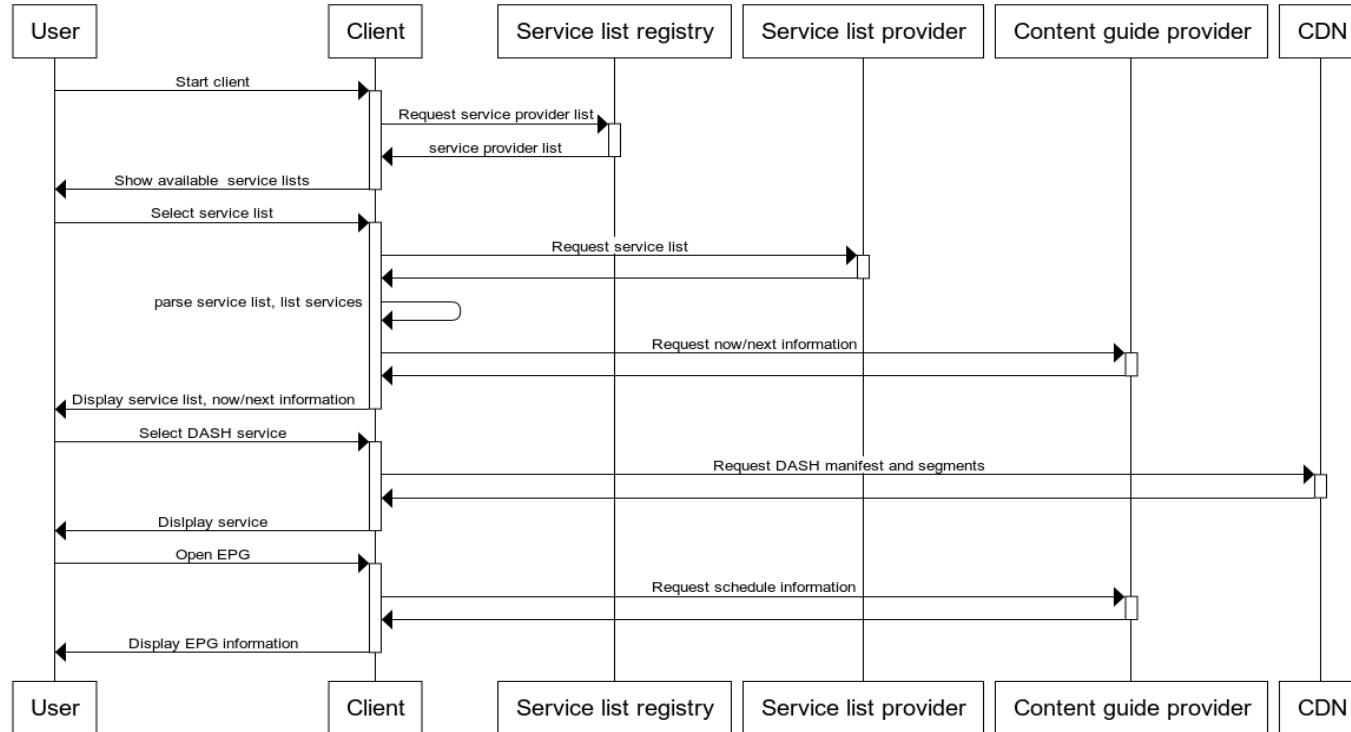 User
Client
Service list registry
Service list provider
Content guide provider
CDN
Start client
Request service provider list
service provider list
Show available  service lists
Select service list
Request service list
parse service list, list services
Request now/next information
Display service list, now/next information
Select DASH service
Request DASH manifest and segments
Dislplay service
Open EPG
Request schedule information
Display EPG information
User
Client
Service list registry
Service list provider
Content guide provider
CDN